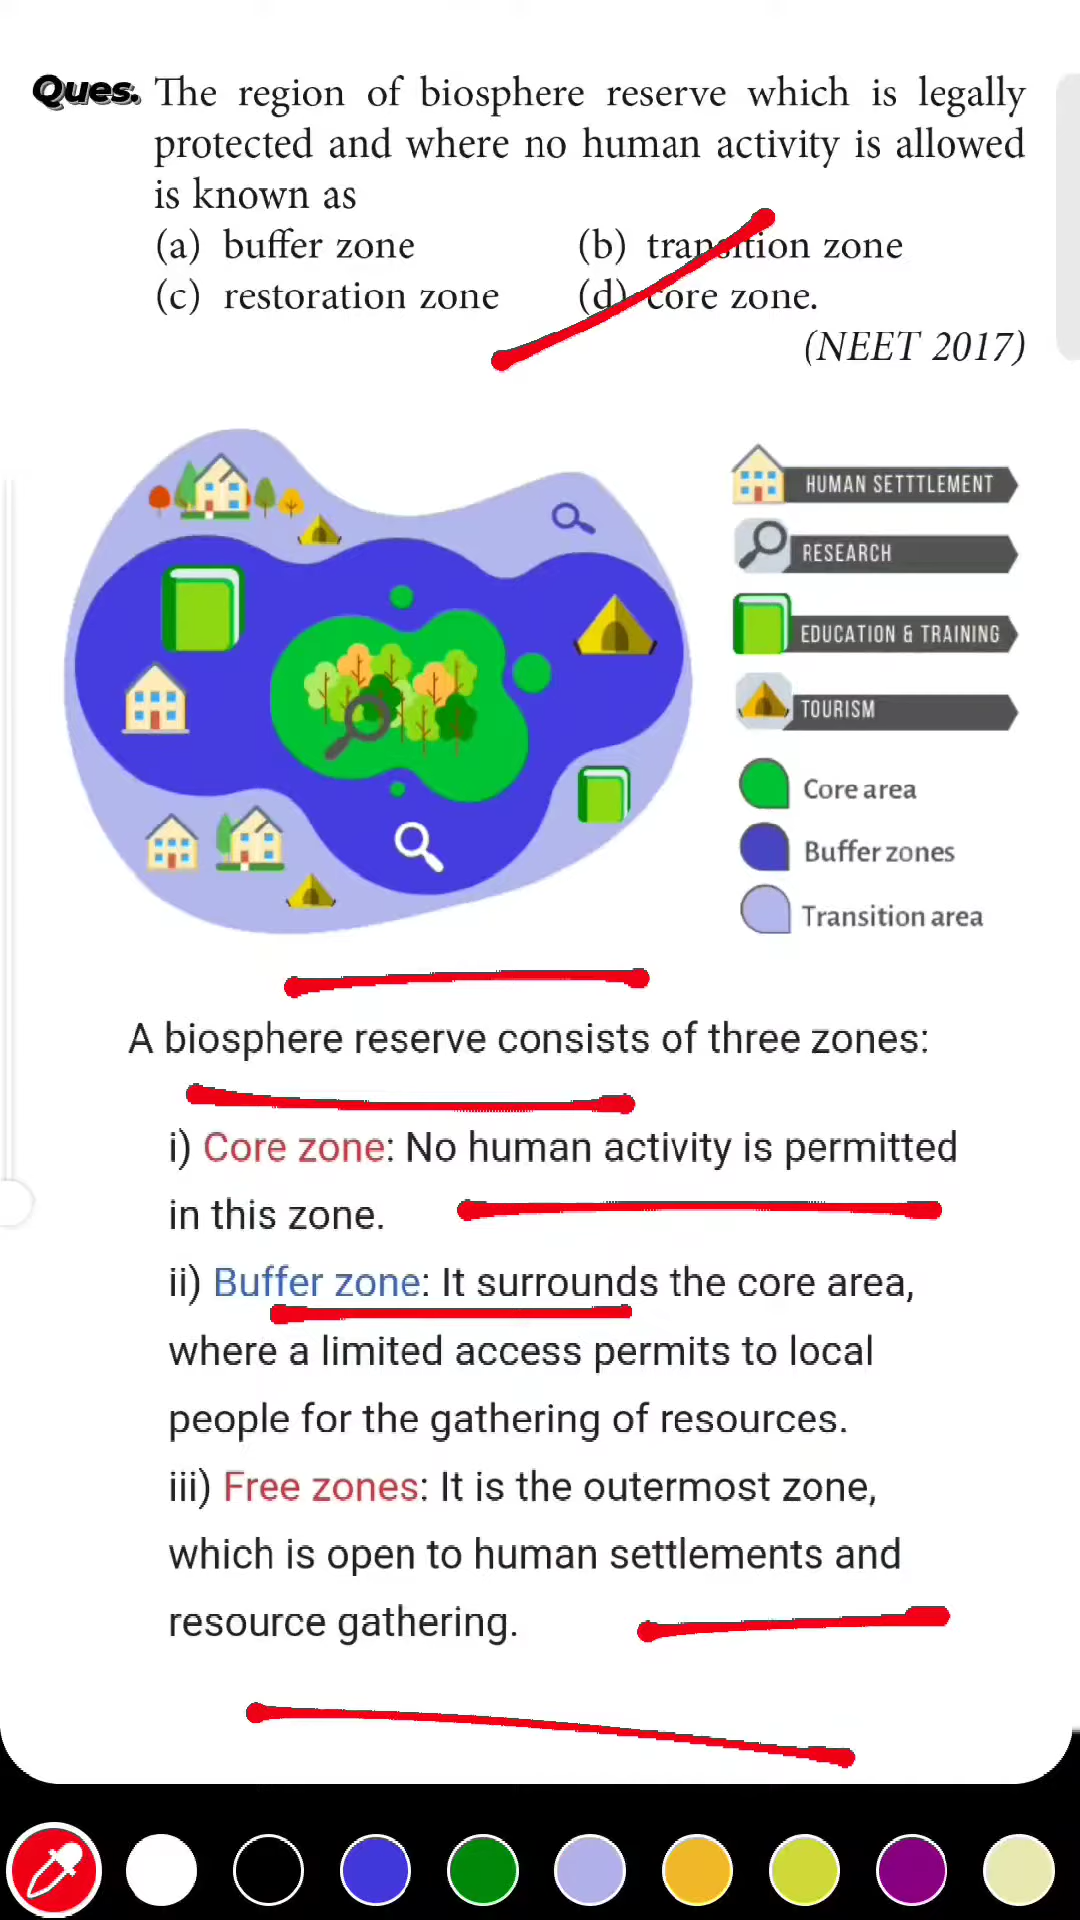 Ques. The region of biosphere reserve which is legally
protected and where no human activity is allowed
is known as
(a) buffer zone (b) transition zone
(c) restoration zone (d) core zone.
(NEET 2017)
HUMAN SETTTLEMENT
RESEARCH
EDUCATION & TRAINING
TOURISM
Core area
Buffer zones
Transition area
A biosphere reserve consists of three zones:
i) Core zone: No human activity is permitted
in this zone.
ii) Buffer zone: It surrounds the core area,
where a limited access permits to local
people for the gathering of resources.
iii) Free zones: It is the outermost zone,
which is open to human settlements and
resource gathering.